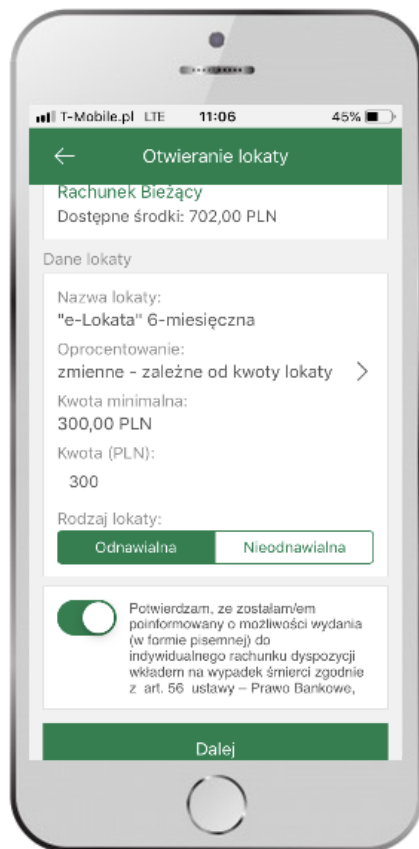 T-Mobile.pl LTE 11:06 45%
Otwieranie lokaty
Rachunek Bieżący
Dostępne środki: 702,00 PLN
Dane lokaty
Nazwa lokaty:
"e-Lokata" 6-miesięczna
Oprocentowanie:
zmienne - zależne od kwoty lokaty
Kwota minimalna:
300,00 PLN
Kwota (PLN):
300
Rodzaj lokaty:
Odnawialna Nieodnawialna
Potwierdzam, ze zostałam/em
poinformowany o możliwości wydania
(w formie pisemnej) do
indywidualnego rachunku dyspozycji
wkładem na wypadek śmierci zgodnie
z art. 56 ustawy – Prawo Bankowe,
Dalej